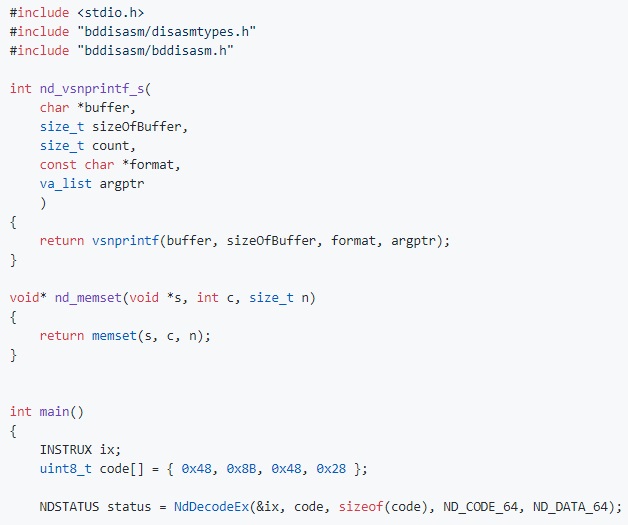 #include <stdio.h>
#include "bddisasm/disasmtypes.h"
#include "bddisasm/bddisasm.h"

int nd_vsnprintf_s(
    char *buffer,
    size_t sizeOfBuffer,
    size_t count,
    const char *format,
    va_list argptr
    )
{
    return vsnprintf(buffer, sizeOfBuffer, format, argptr);
}

void* nd_memset(void *s, int c, size_t n)
{
    return memset(s, c, n);
}


int main()
{
    INSTRUX ix;
    uint8_t code[] = { 0x48, 0x8B, 0x48, 0x28 };

    NDSTATUS status = NdDecodeEx(&ix, code, sizeof(code), ND_CODE_64, ND_DATA_64);